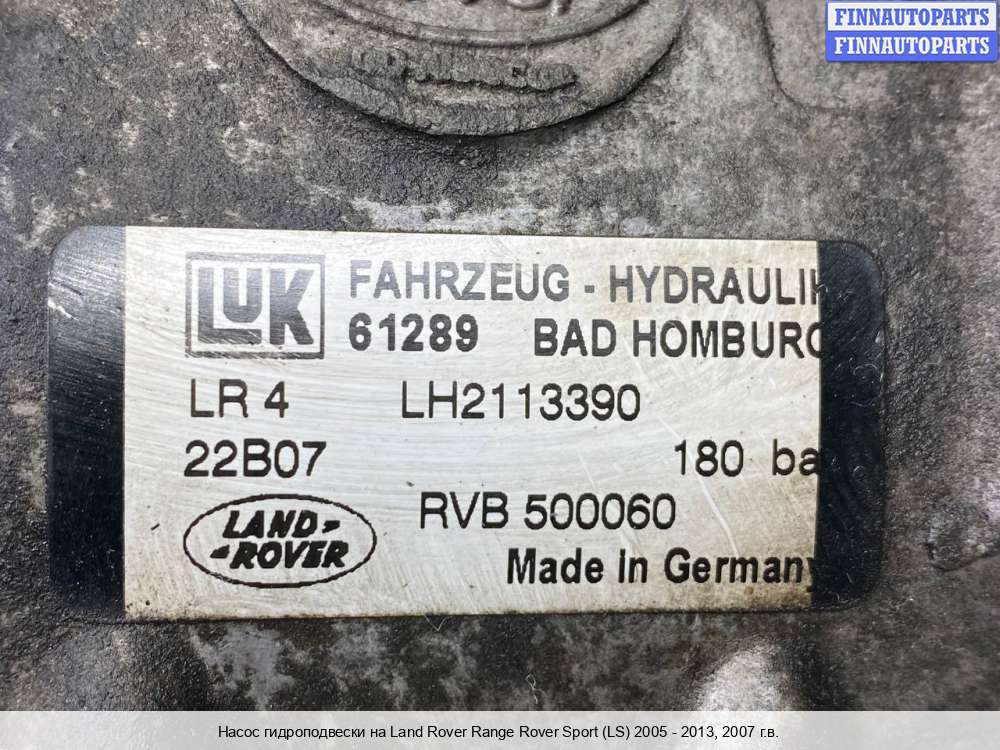 FINNAUTOPARTS
FINNAUTOPARTS
LUK FAHRZEUG - HYDRAULIK
61289 BAD HOMBURG
LR 4 LH2113390
22B07 180 ba
LAND-
-ROVER
RVB 500060
Made in Germany
Насос гидроподвески на Land Rover Range Rover Sport (LS) 2005 - 2013, 2007 г.в.